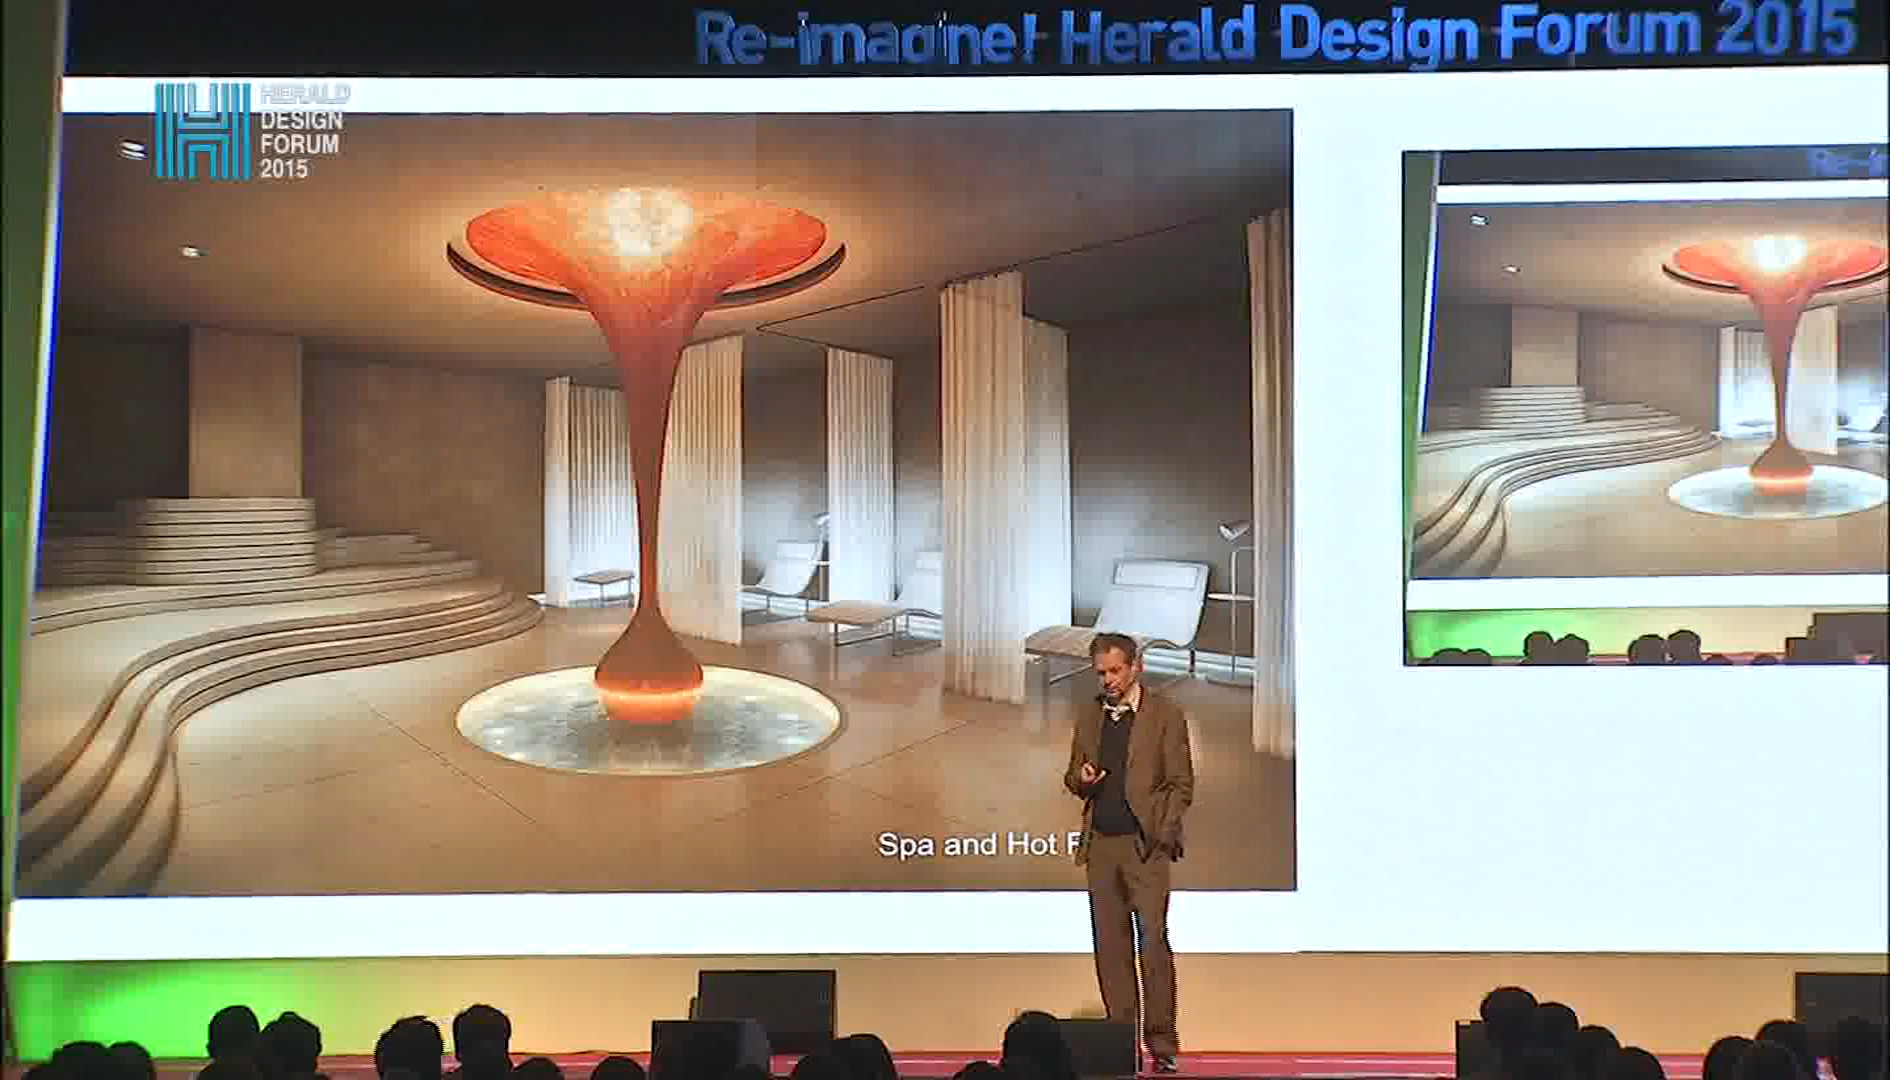 Re-imagine! Herald Design Forum 2015
HERALD
DESIGN
FORUM
2015
Spa and Hot